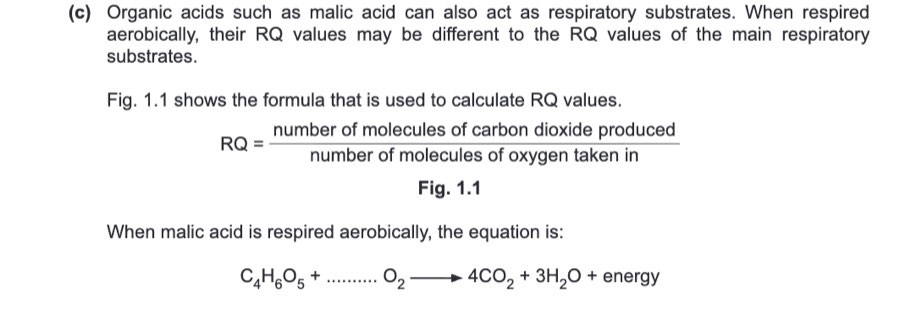 (c) Organic acids such as malic acid can also act as respiratory substrates. When respired
aerobically, their RQ values may be different to the RQ values of the main respiratory
substrates.
Fig. 1.1 shows the formula that is used to calculate RQ values.
RQ = number of molecules of carbon dioxide produced
number of molecules of oxygen taken in
Fig. 1.1
When malic acid is respired aerobically, the equation is:
C₄H₆O₅ + .......... O₂ ⟶ 4CO₂ + 3H₂O + energy